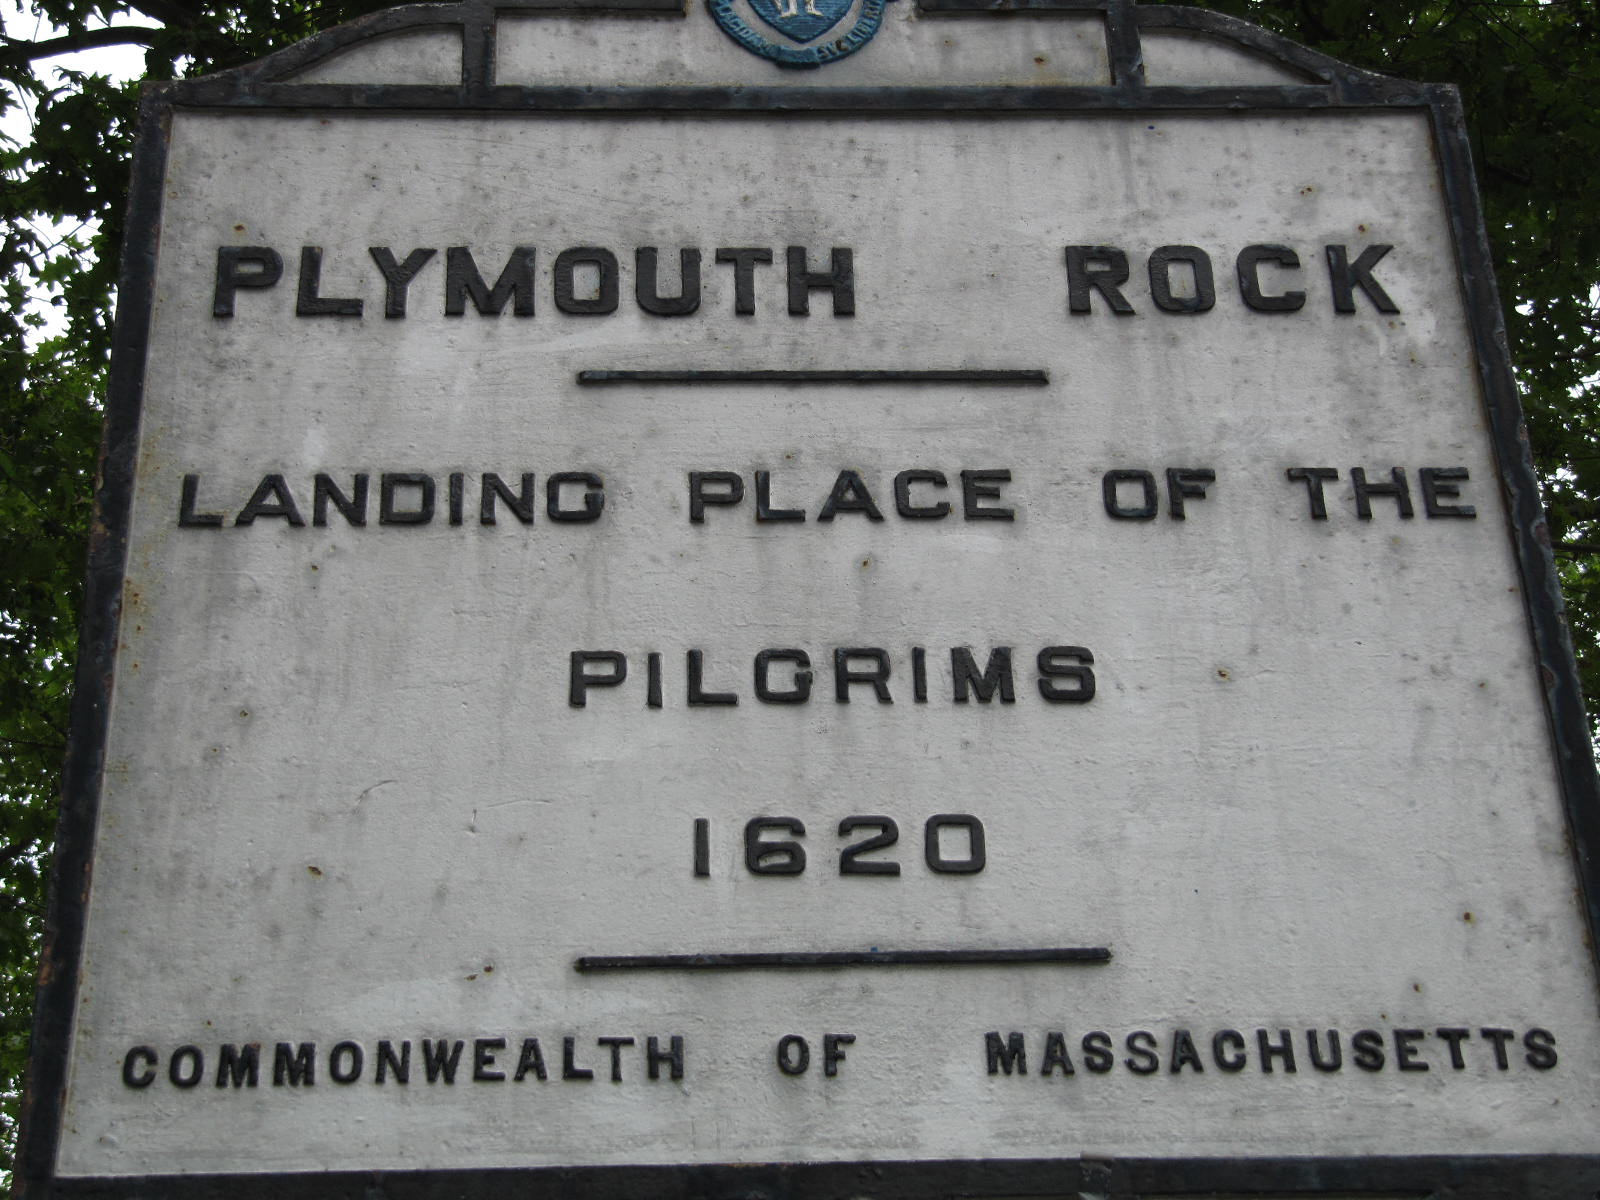 PLYMOUTH ROCK
LANDING PLACE OF THE
PILGRIMS
1620
COMMONWEALTH OF MASSACHUSETTS